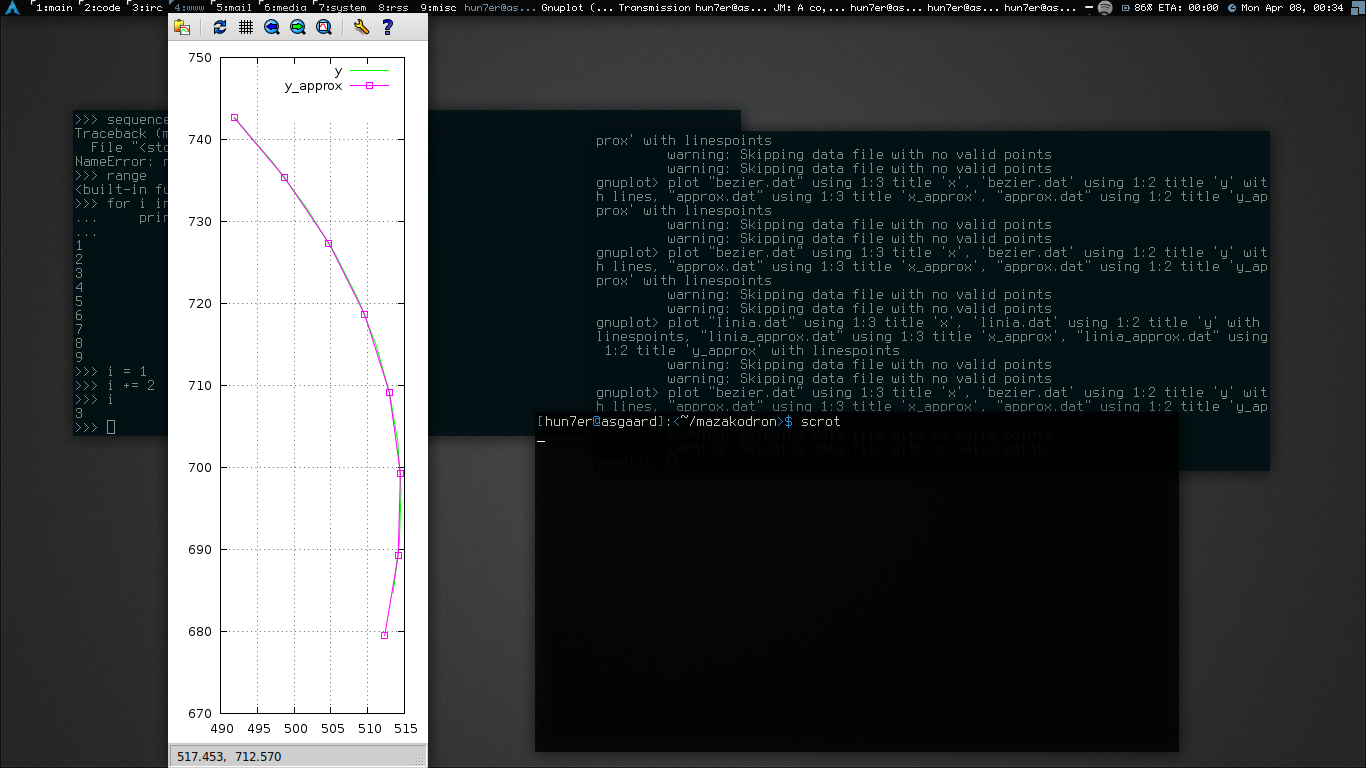 1:main 2:code 3:irc 4:www 5:mail 6:media 7:system 8:rss 9:misc hun7er@as... Gnuplot (... Transmission hun7er@as... JM: A co,... hun7er@as... hun7er@as... hun7er@as... 86% ETA: 00:00 Mon Apr 08, 00:34
750
740
730
720
710
700
690
680
670
490 495 500 505 510 515
y
y_approx
517.453, 712.570
>>> sequence
Traceback (m
File "<std
NameError: n
>>> range
<built-in fu
>>> for i in
... prin
...
1
2
3
4
5
6
7
8
9
>>> i = 1
>>> i += 2
>>> i
3
>>>
prox' with linespoints
warning: Skipping data file with no valid points
warning: Skipping data file with no valid points
gnuplot> plot "bezier.dat" using 1:3 title 'x', 'bezier.dat' using 1:2 title 'y' wit
h lines, "approx.dat" using 1:3 title 'x_approx', "approx.dat" using 1:2 title 'y_ap
prox' with linespoints
warning: Skipping data file with no valid points
warning: Skipping data file with no valid points
gnuplot> plot "bezier.dat" using 1:3 title 'x', 'bezier.dat' using 1:2 title 'y' wit
h lines, "approx.dat" using 1:3 title 'x_approx', "approx.dat" using 1:2 title 'y_ap
prox' with linespoints
warning: Skipping data file with no valid points
warning: Skipping data file with no valid points
gnuplot> plot "linia.dat" using 1:3 title 'x', 'linia.dat' using 1:2 title 'y' with
linespoints, "linia_approx.dat" using 1:3 title 'x_approx', "linia_approx.dat" using
1:2 title 'y_approx' with linespoints
warning: Skipping data file with no valid points
warning: Skipping data file with no valid points
gnuplot> plot "bezier.dat" using 1:3 title 'x', 'bezier.dat' using 1:2 title 'y' wit
h lines, "approx.dat" using 1:3 title 'x_approx', "approx.dat" using 1:2 title 'y_ap
warning: Skipping data file with no valid points
warning: Skipping data file with no valid points
gnuplot>
[hun7er@asgaard]:<~/mazakodron>$ scrot